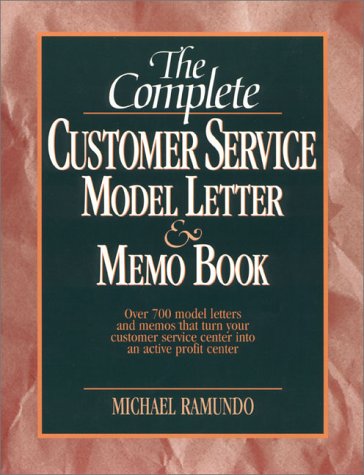 The
Complete
CUSTOMER SERVICE
MODEL LETTER
&
MEMO BOOK
Over 700 model letters
and memos that turn your
customer service center into
an active profit center
MICHAEL RAMUNDO